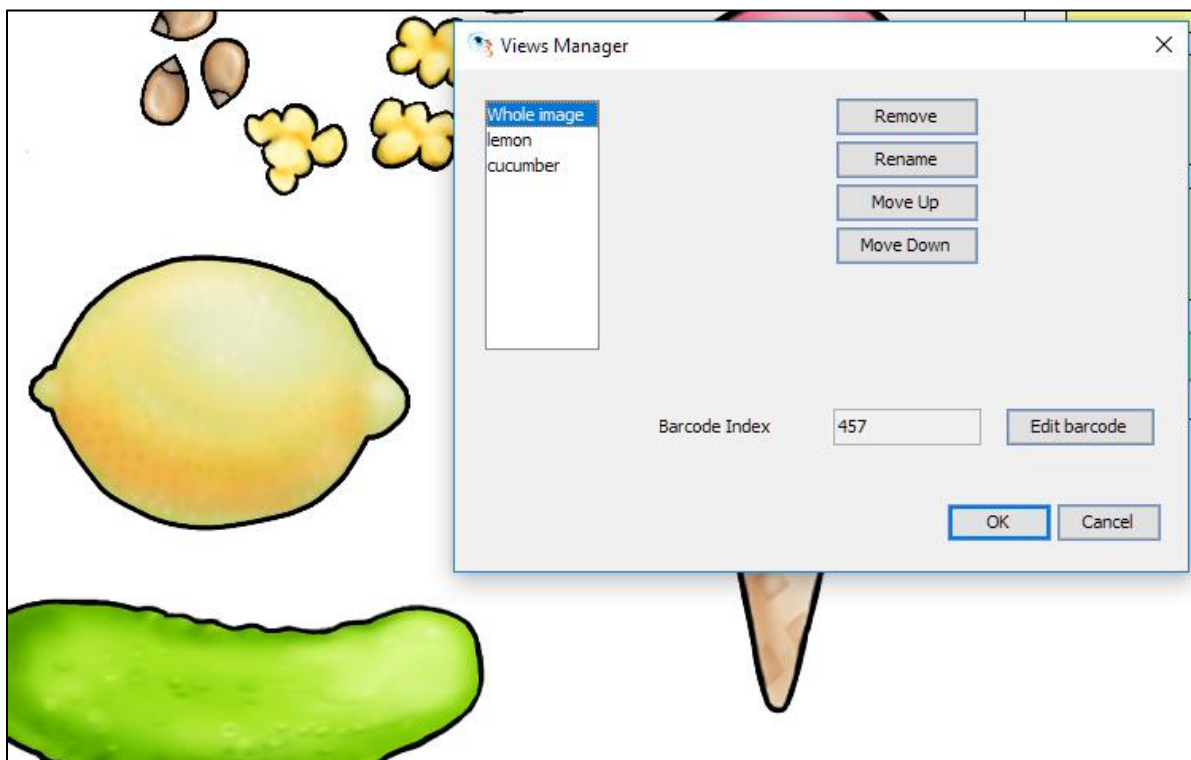 Views Manager
Whole image
lemon
cucumber
Remove
Rename
Move Up
Move Down
Barcode Index 457 Edit barcode
OK Cancel